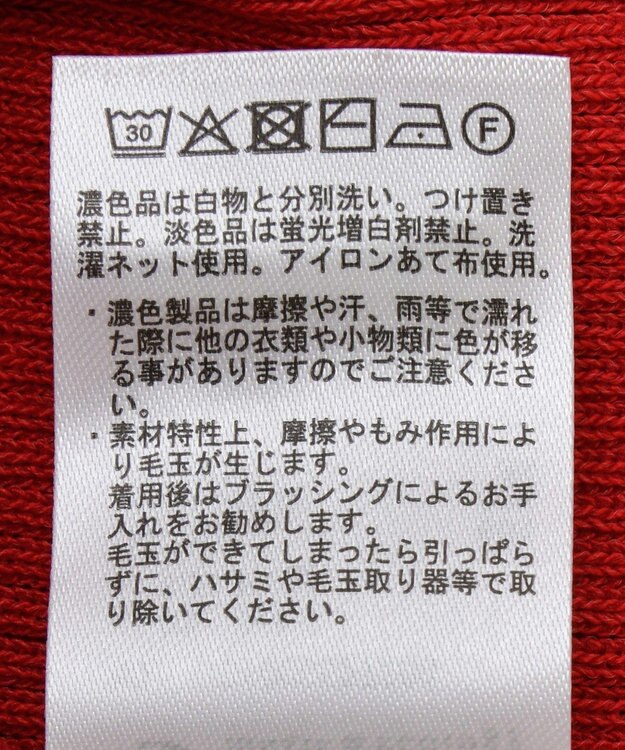 30 F
濃色品は白物と分別洗い。つけ置き
禁止。淡色品は蛍光増白剤禁止。洗
濯ネット使用。アイロンあて布使用。
・濃色製品は摩擦や汗、雨等で濡れ
た際に他の衣類や小物類に色が移
る事がありますのでご注意くださ
い。
・素材特性上、摩擦やもみ作用によ
り毛玉が生じます。
着用後はブラッシングによるお手
入れをお勧めします。
毛玉ができてしまったら引っぱら
ずに、ハサミや毛玉取り器等で取
り除いてください。